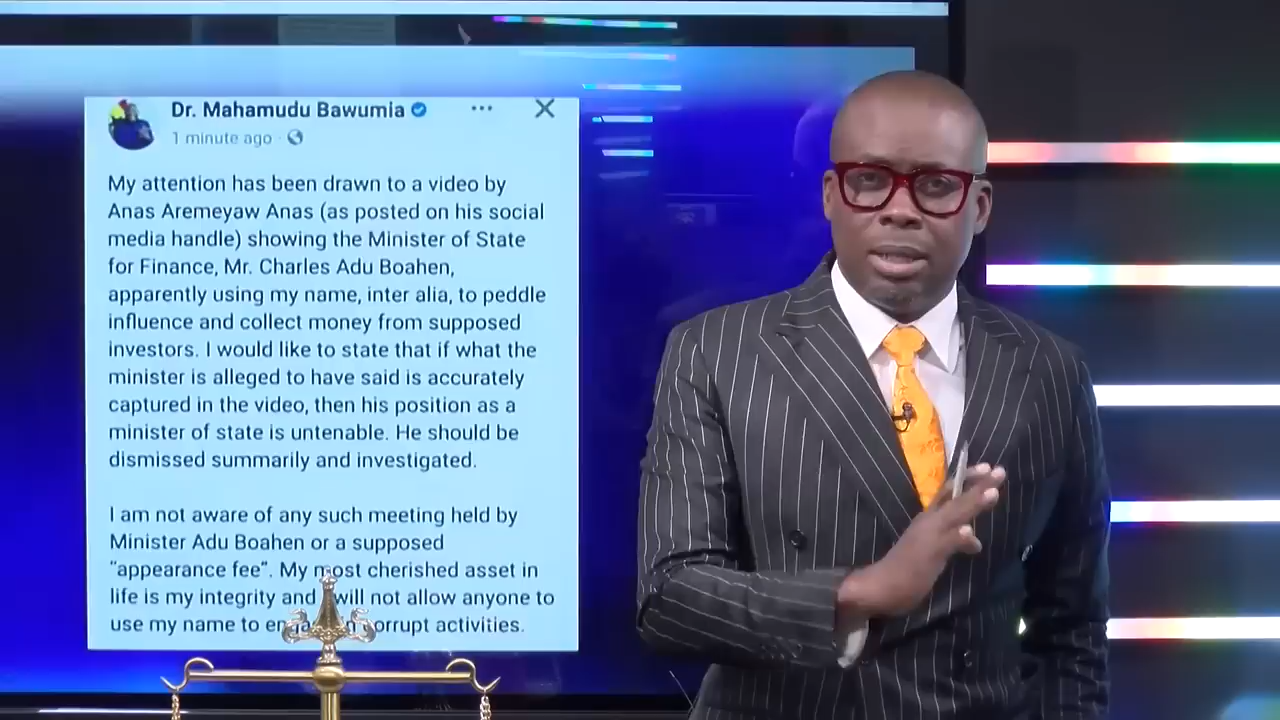 Dr. Mahamudu Bawumia
1 minute ago
My attention has been drawn to a video by
Anas Aremeyaw Anas (as posted on his social
media handle) showing the Minister of State
for Finance, Mr. Charles Adu Boahen,
apparently using my name, inter alia, to peddle
influence and collect money from supposed
investors. I would like to state that if what the
minister is alleged to have said is accurately
captured in the video, then his position as a
minister of state is untenable. He should be
dismissed summarily and investigated.
I am not aware of any such meeting held by
Minister Adu Boahen or a supposed
"appearance fee". My most cherished asset in
life is my integrity and I will not allow anyone to
use my name to corrupt activities.